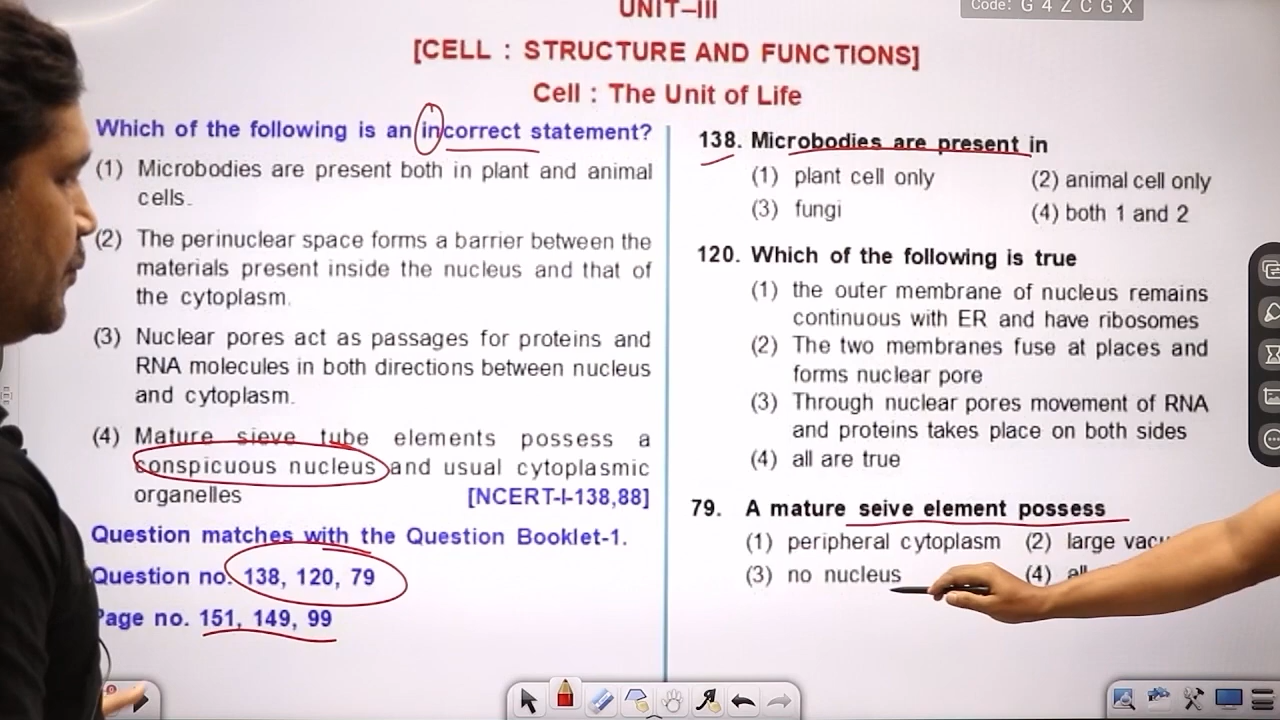 UNIT–III
Code: G 4 Z C G X
[CELL : STRUCTURE AND FUNCTIONS]
Cell : The Unit of Life
Which of the following is an incorrect statement?
(1) Microbodies are present both in plant and animal
cells.
(2) The perinuclear space forms a barrier between the
materials present inside the nucleus and that of
the cytoplasm.
(3) Nuclear pores act as passages for proteins and
RNA molecules in both directions between nucleus
and cytoplasm.
(4) Mature sieve tube elements possess a
conspicuous nucleus and usual cytoplasmic
organelles [NCERT-I-138,88]
Question matches with the Question Booklet-1.
Question no. 138, 120, 79
Page no. 151, 149, 99
138. Microbodies are present in
(1) plant cell only (2) animal cell only
(3) fungi (4) both 1 and 2
120. Which of the following is true
(1) the outer membrane of nucleus remains
continuous with ER and have ribosomes
(2) The two membranes fuse at places and
forms nuclear pore
(3) Through nuclear pores movement of RNA
and proteins takes place on both sides
(4) all are true
79. A mature seive element possess
(1) peripheral cytoplasm (2) large
(3) no nucleus (4) all